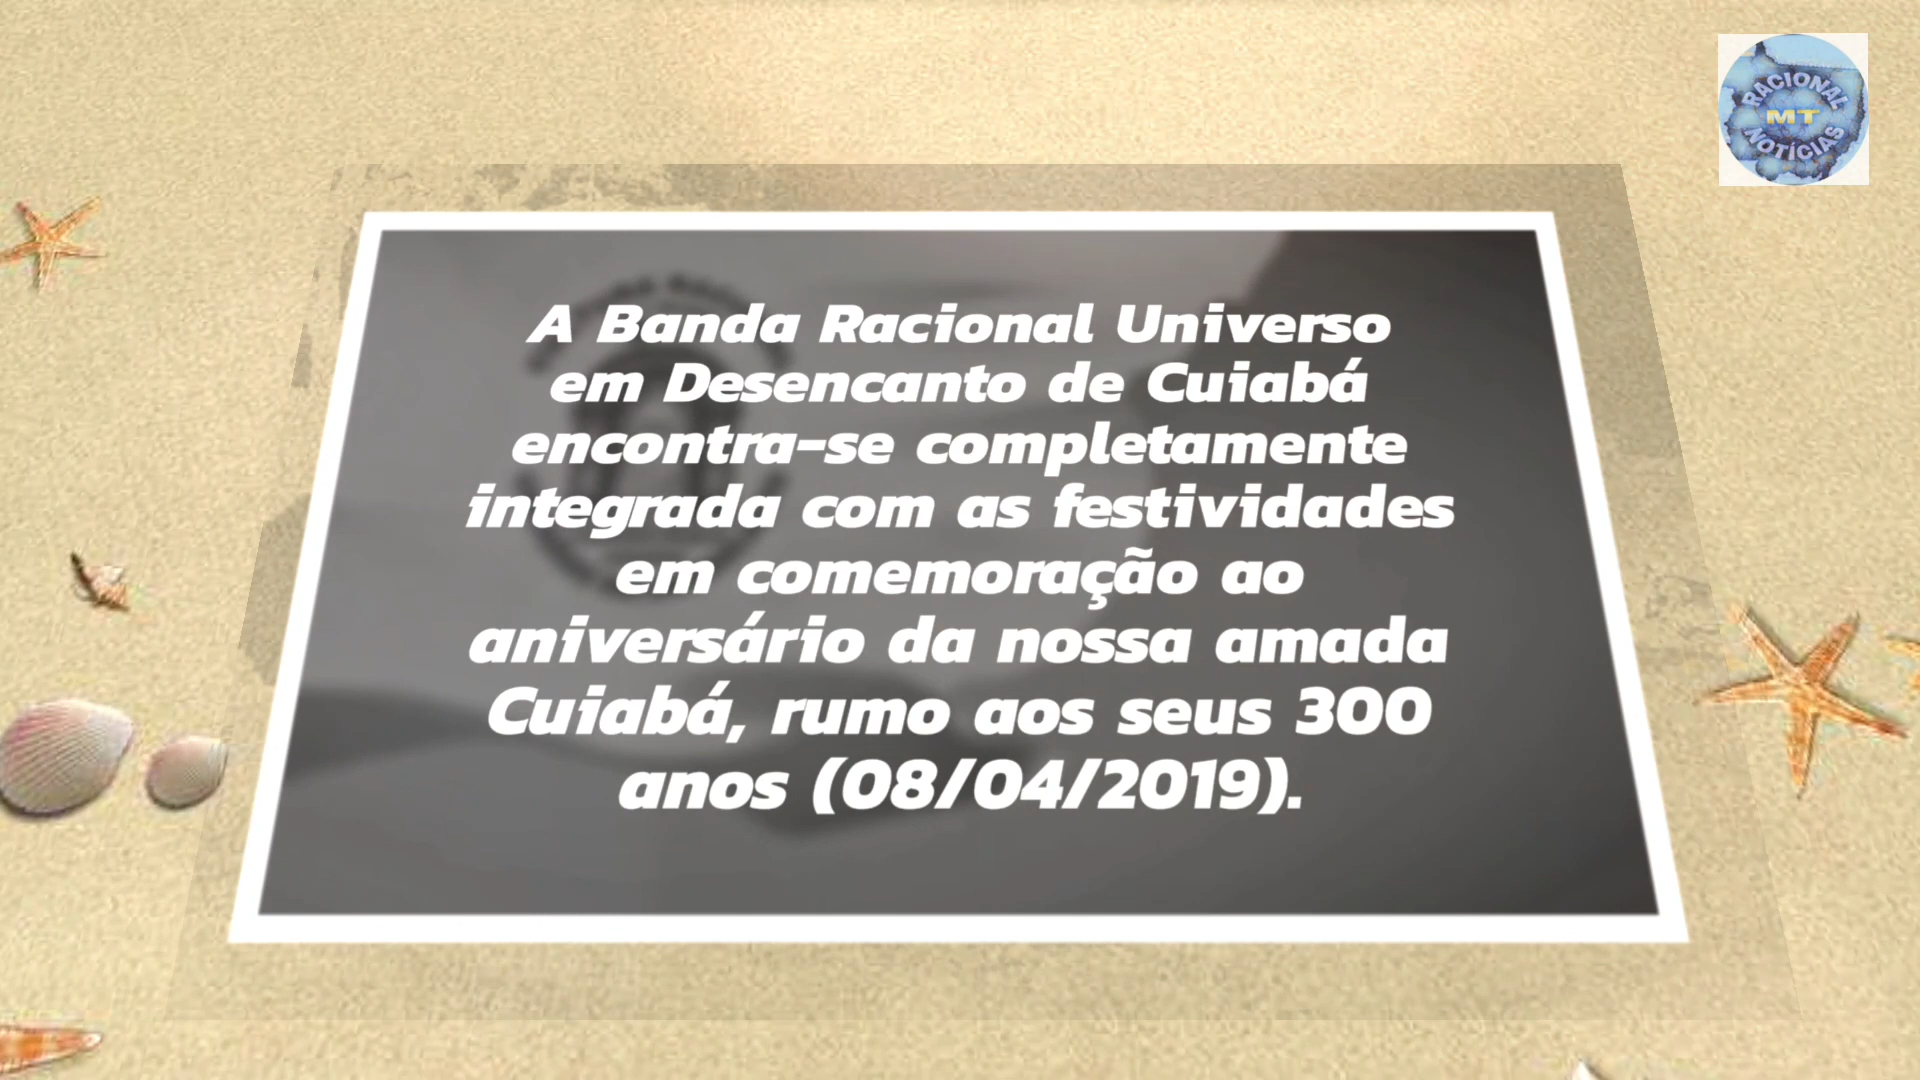 RACIONAL
MT
NOTÍCIAS
A Banda Racional Universo
em Desencanto de Cuiabá
encontra-se completamente
integrada com as festividades
em comemoração ao
aniversário da nossa amada
Cuiabá, rumo aos seus 300
anos (08/04/2019).